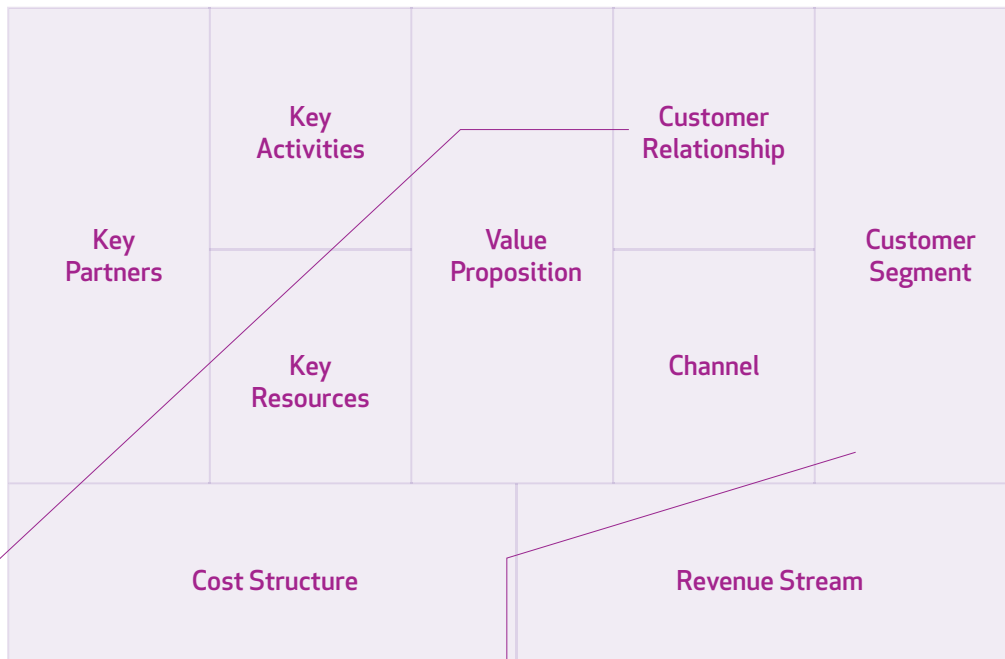 Key
Partners
Key
Activities
Key
Resources
Value
Proposition
Customer
Relationship
Channel
Customer
Segment
Cost Structure
Revenue Stream